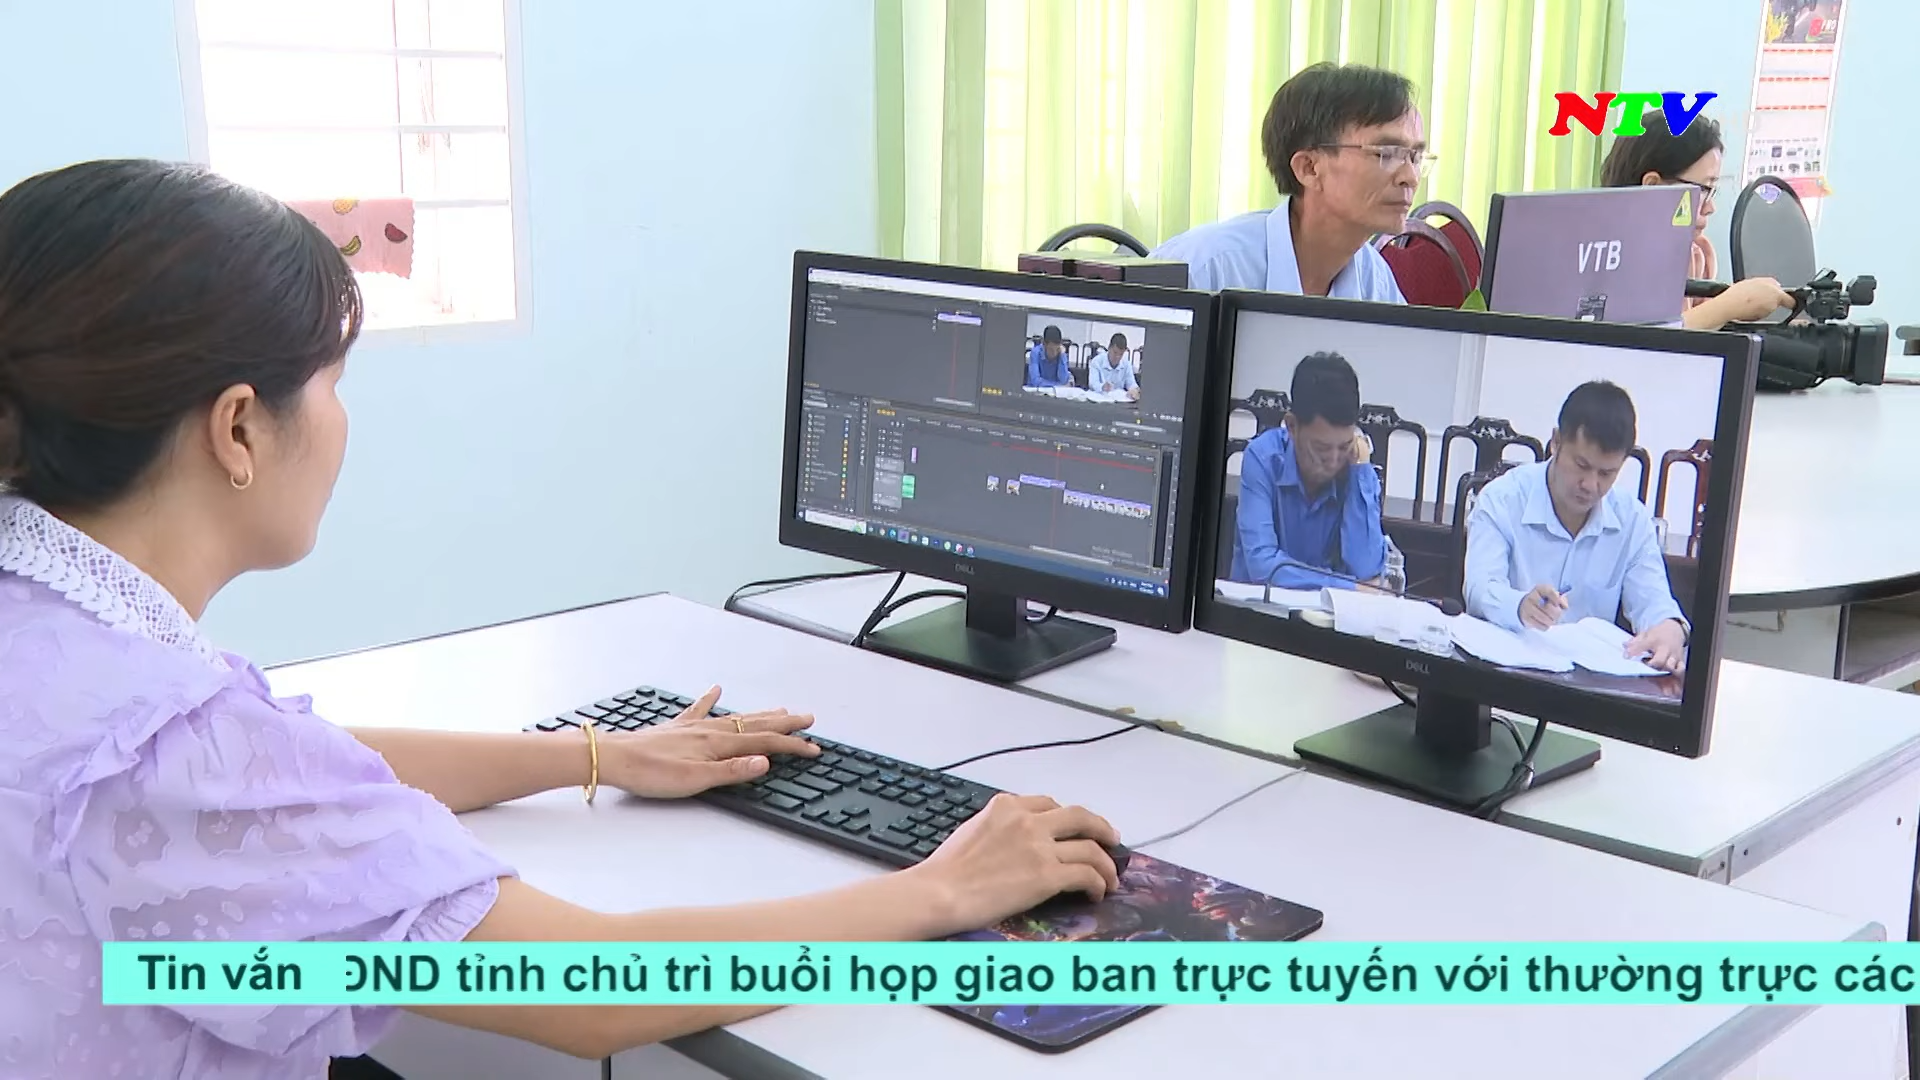 NTV
VTB
DELL
DELL
Tin vắn ĐND tỉnh chủ trì buổi họp giao ban trực tuyến với thường trực các